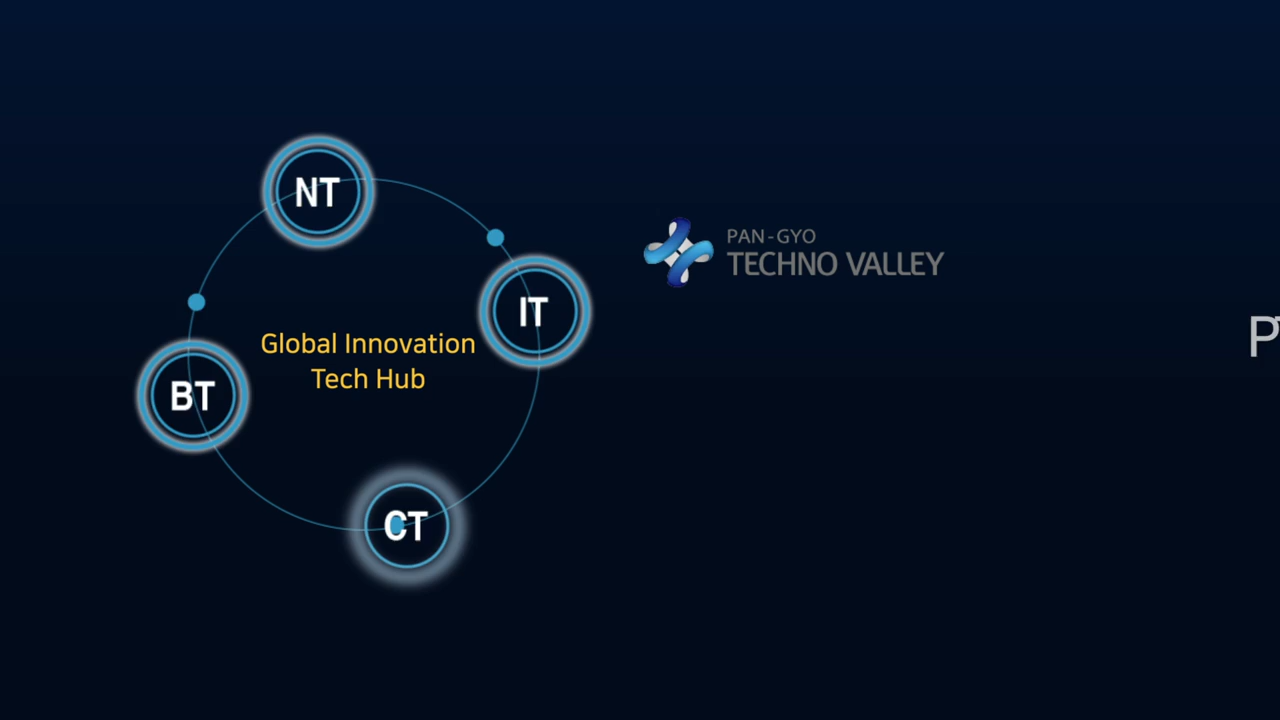 NT
IT
Global Innovation
Tech Hub
BT
CT
PAN-GYO
TECHNO VALLEY